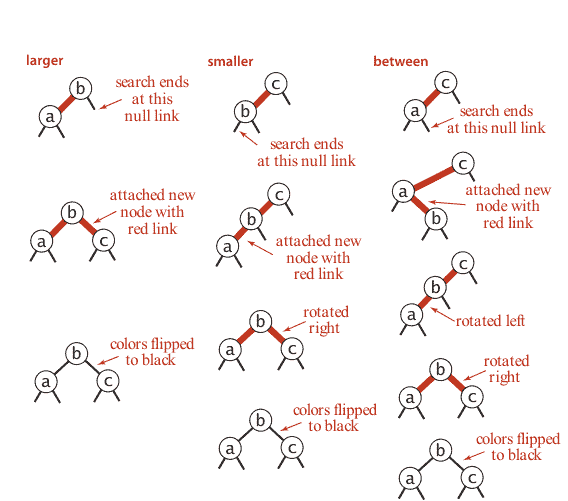 larger
b
a
search ends
at this
null link
attached new
node with
red link
b
a
c
colors flipped
to black
b
a
c
smaller
c
b
search ends
at this null link
c
b
a
attached new
node with
red link
rotated
right
b
a
c
colors flipped
to black
b
a
c
between
c
a
search ends
at this null link
c
a
b
attached new
node with
red link
c
b
a
rotated left
rotated
right
b
a
c
colors flipped
to black
b
a
c